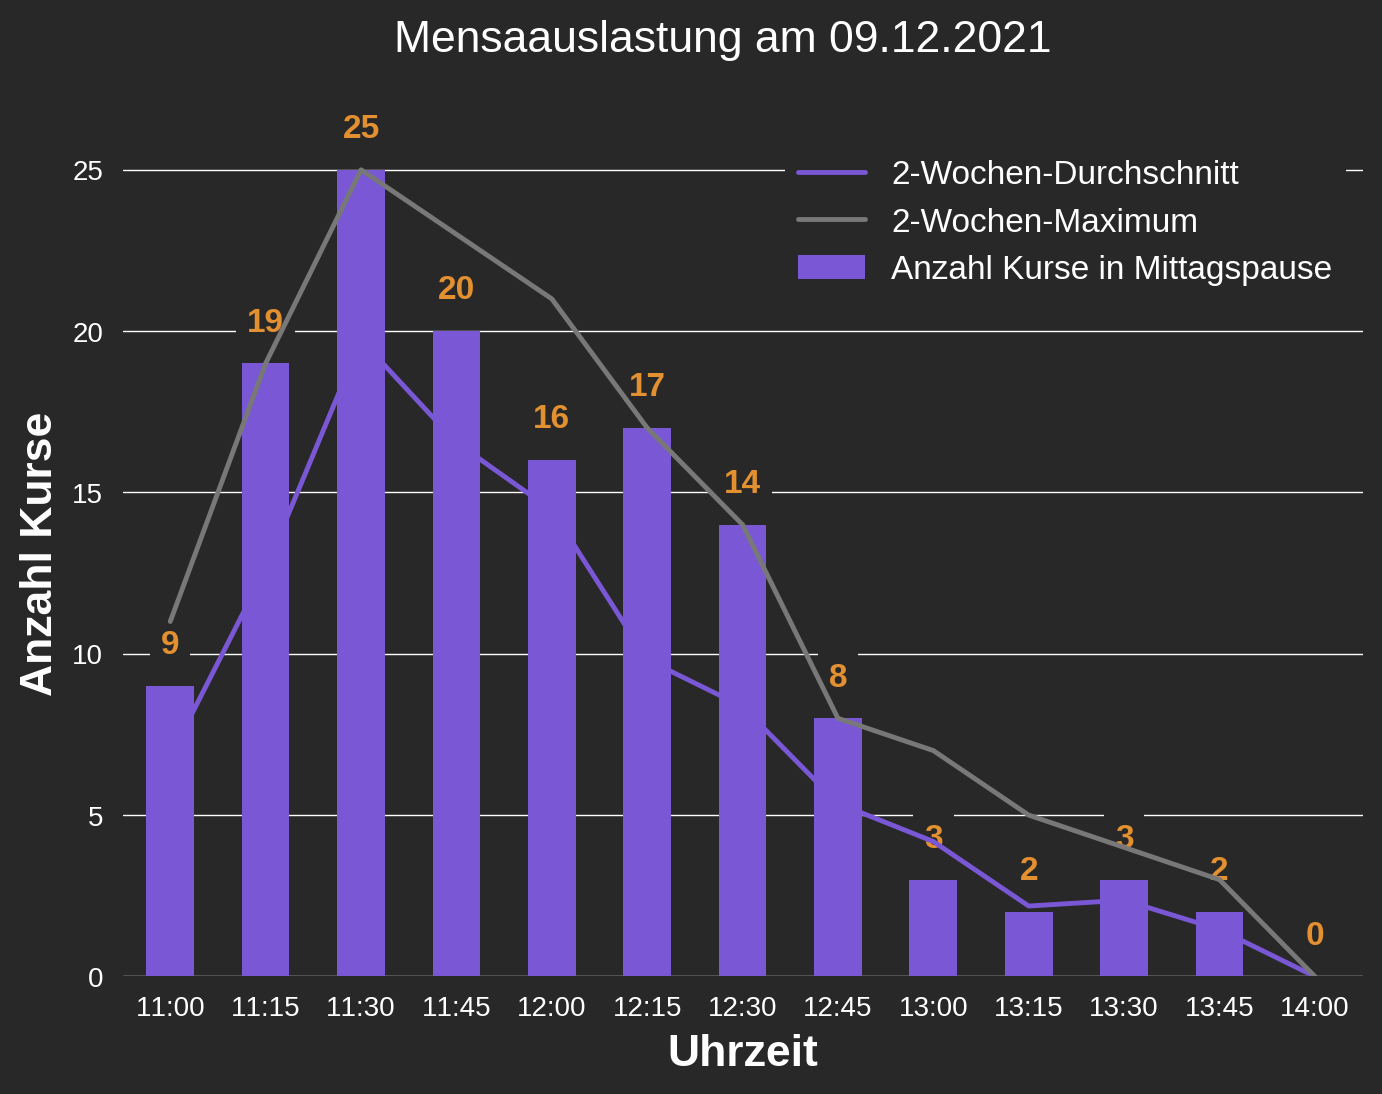 Mensaauslastung am 09.12.2021
25
20
15
10
5
0
Anzahl Kurse
2-Wochen-Durchschnitt
2-Wochen-Maximum
Anzahl Kurse in Mittagspause
9
19
25
20
16
17
14
8
3
2
3
2
0
11:00 11:15 11:30 11:45 12:00 12:15 12:30 12:45 13:00 13:15 13:30 13:45 14:00
Uhrzeit